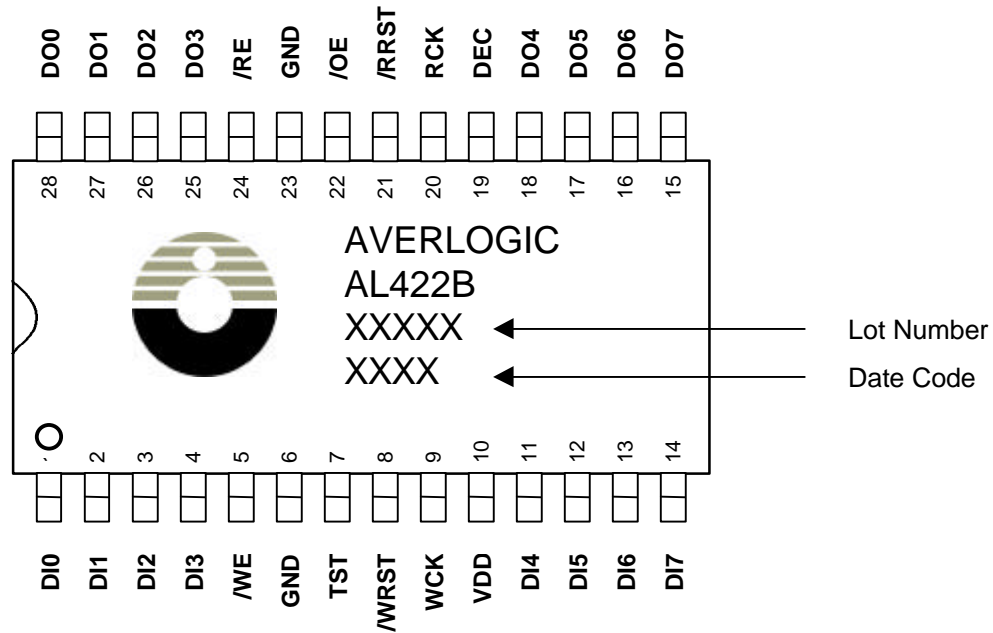 DO0 DO1 DO2 DO3 /RE GND /OE /RRST RCK DEC DO4 DO5 DO6 DO7
28 27 26 25 24 23 22 21 20 19 18 17 16 15
AVERLOGIC
AL422B
XXXXX Lot Number
XXXX Date Code
2 3 4 5 6 7 8 9 10 11 12 13 14
DI0 DI1 DI2 DI3 /WE GND TST /WRST WCK VDD DI4 DI5 DI6 DI7